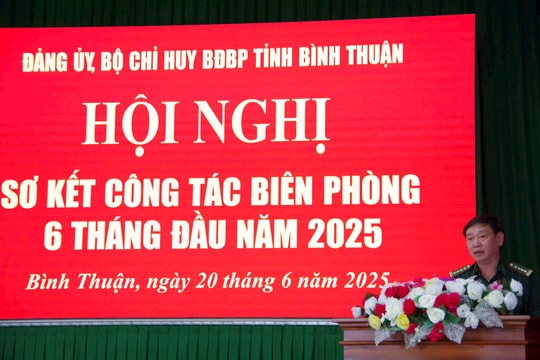 ĐẢNG ỦY, BỘ CHỈ HUY BĐBP TỈNH BÌNH THUẬN
HỘI NGHỊ
SƠ KẾT CÔNG TÁC BIÊN PHÒNG
6 THÁNG ĐẦU NĂM 2025
Bình Thuận, ngày 20 tháng 6 năm 2025